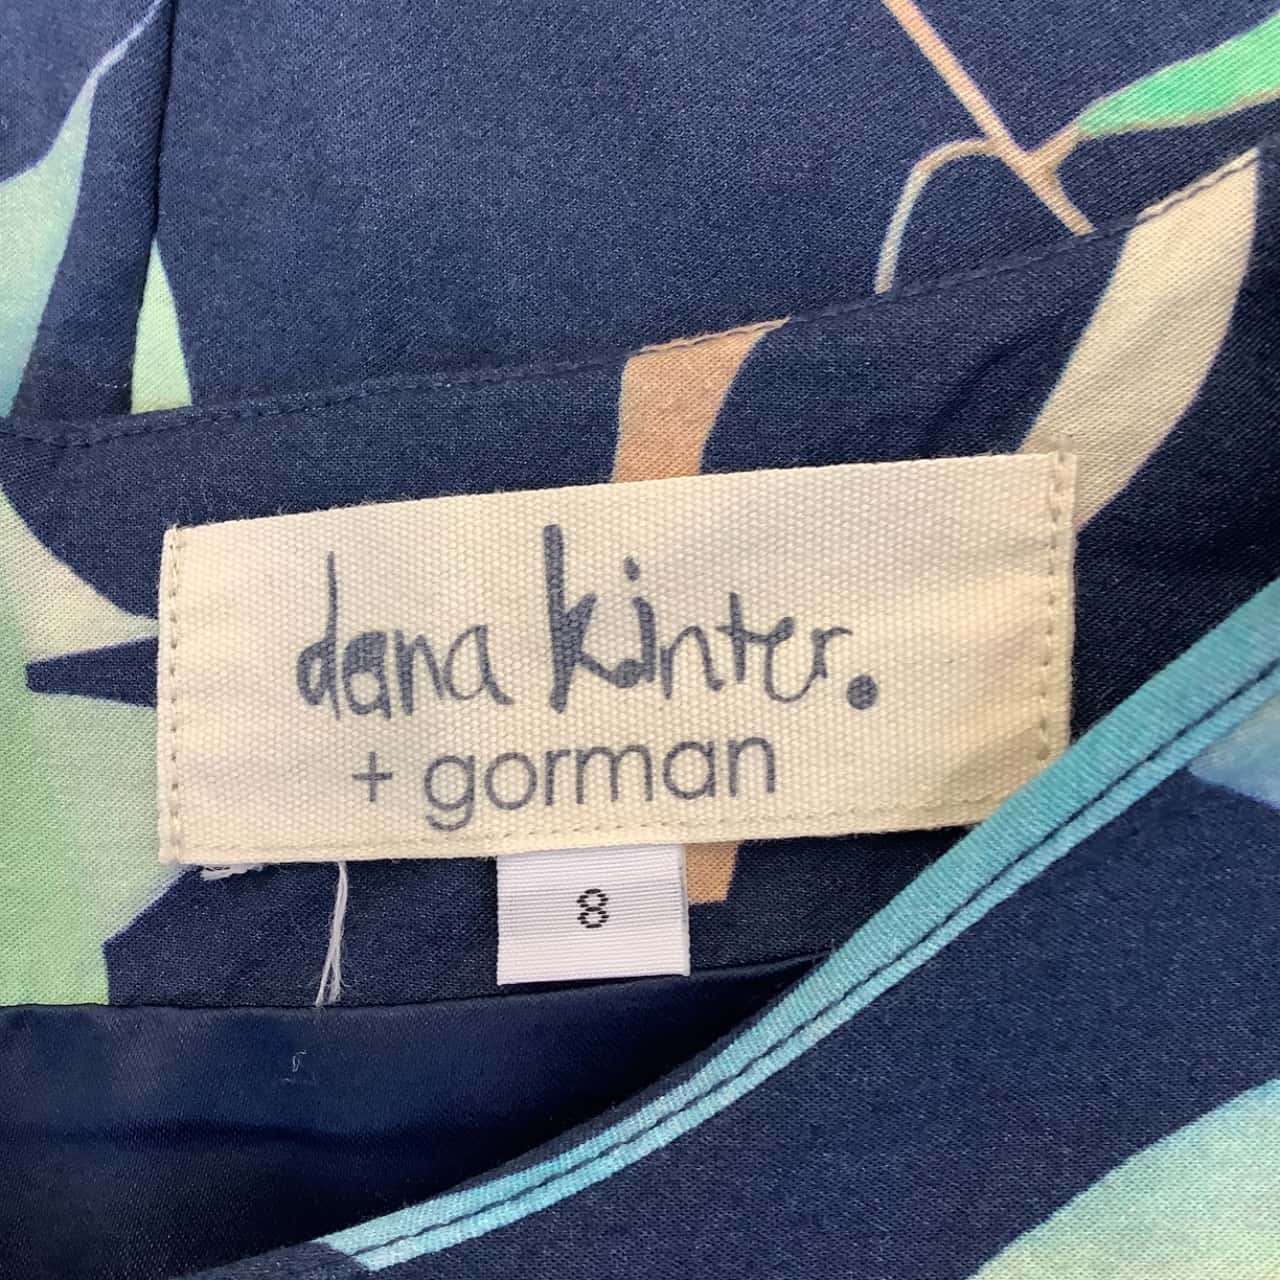 dana kinter.
+ gorman
8